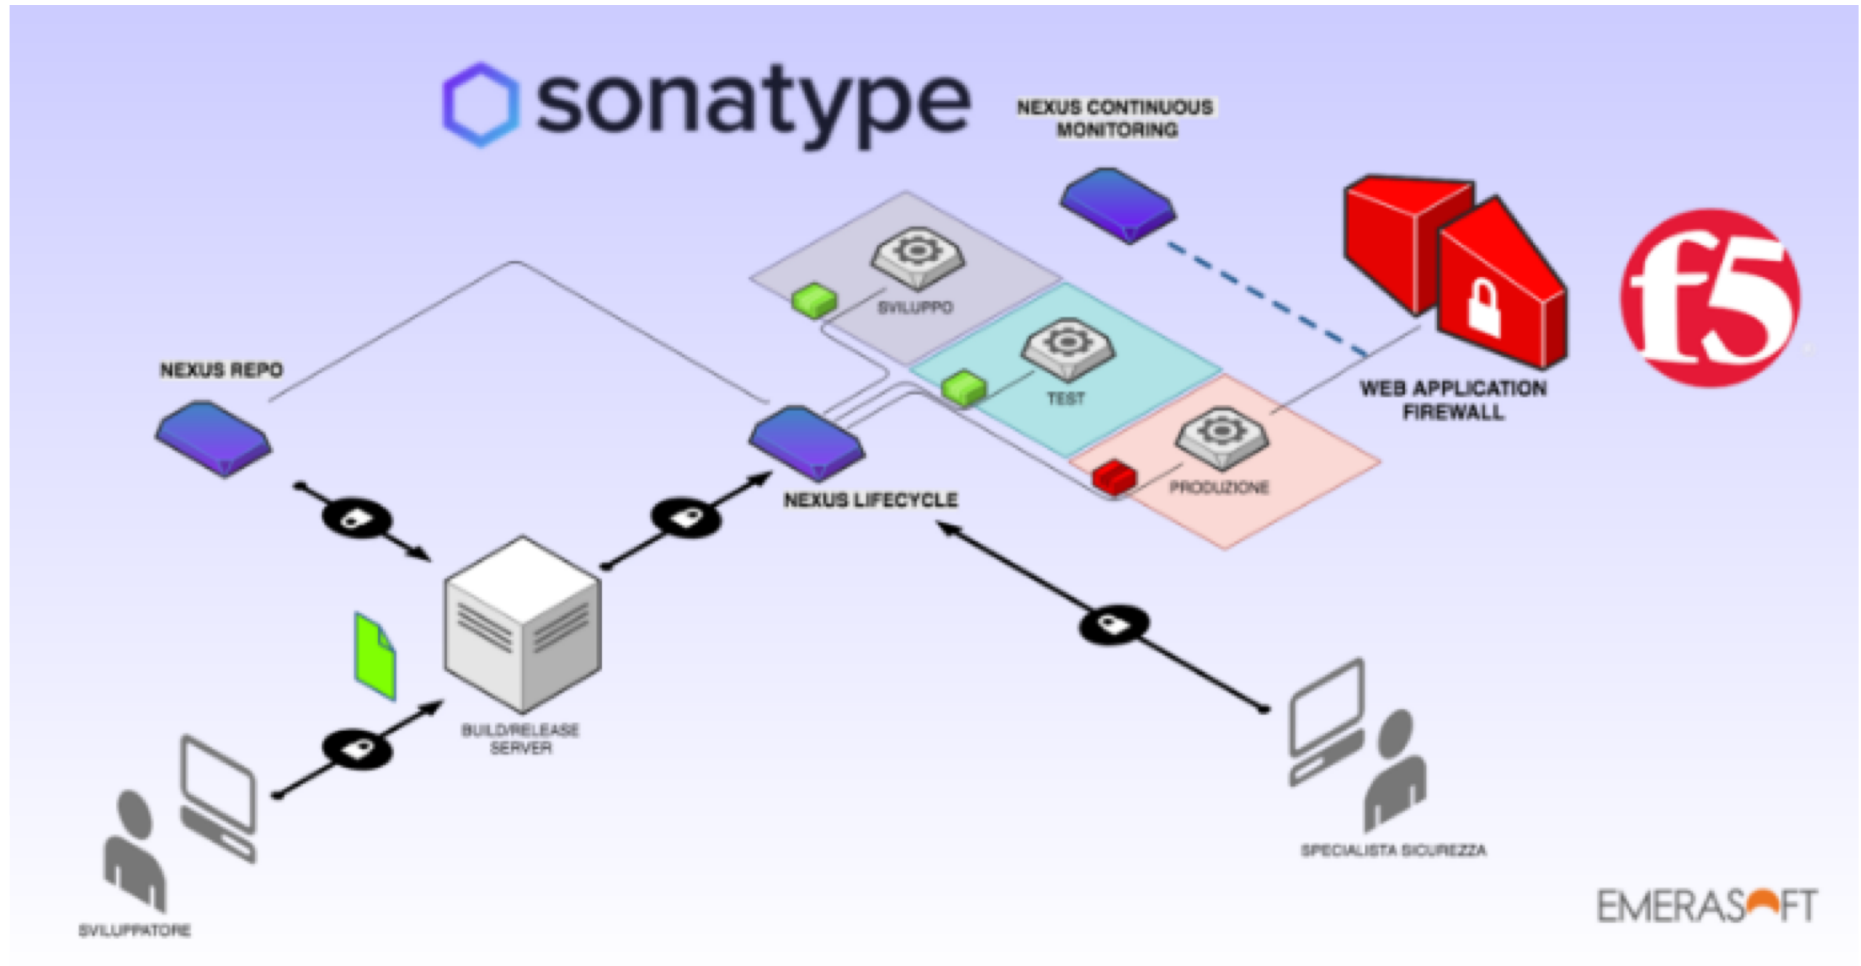 sonatype
NEXUS CONTINUOUS
MONITORING
f5
SVILUPPO
NEXUS REPO
TEST
WEB APPLICATION
FIREWALL
PRODUZIONE
NEXUS LIFECYCLE
BUILD/RELEASE
SERVER
SPECIALISTA SICUREZZA
EMERASOFT
SVILUPPATORE